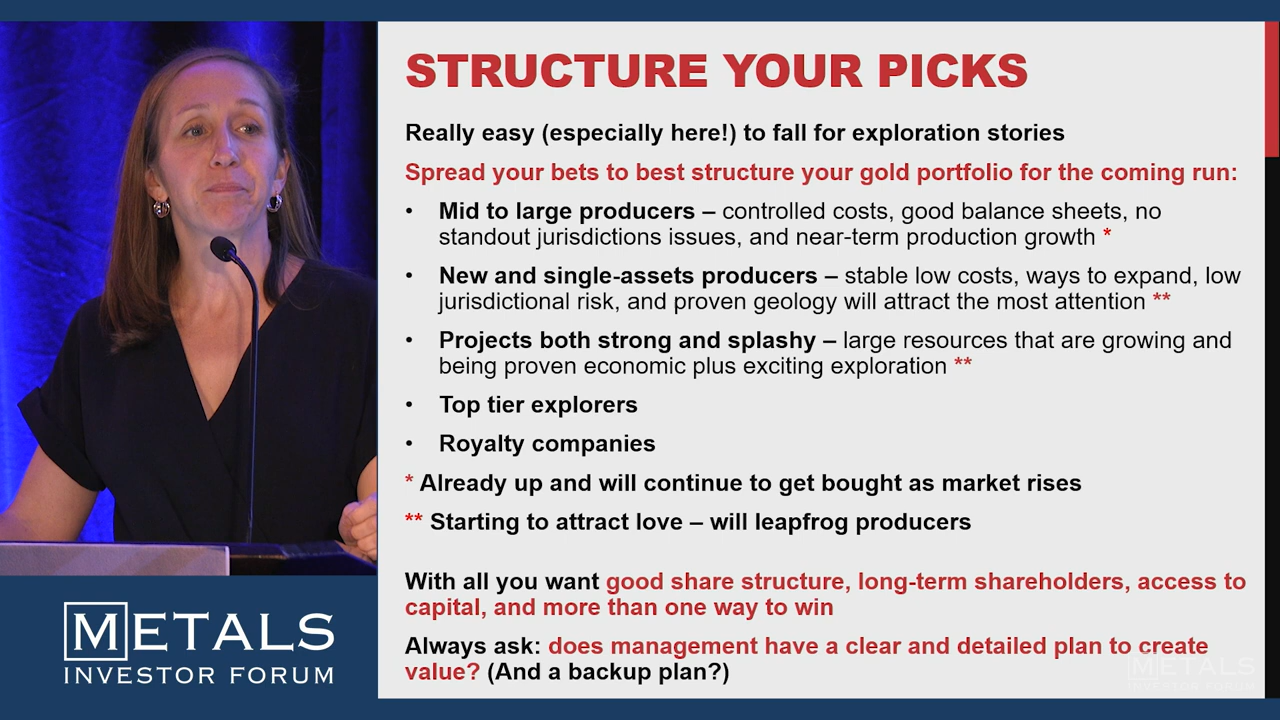 STRUCTURE YOUR PICKS
Really easy (especially here!) to fall for exploration stories
Spread your bets to best structure your gold portfolio for the coming run:
• Mid to large producers – controlled costs, good balance sheets, no
standout jurisdictions issues, and near-term production growth *
• New and single-assets producers – stable low costs, ways to expand, low
jurisdictional risk, and proven geology will attract the most attention **
• Projects both strong and splashy – large resources that are growing and
being proven economic plus exciting exploration **
• Top tier explorers
• Royalty companies
* Already up and will continue to get bought as market rises
** Starting to attract love – will leapfrog producers
With all you want good share structure, long-term shareholders, access to
capital, and more than one way to win
Always ask: does management have a clear and detailed plan to create
value? (And a backup plan?)
METALS
INVESTOR FORUM
METALS
INVESTOR FORUM